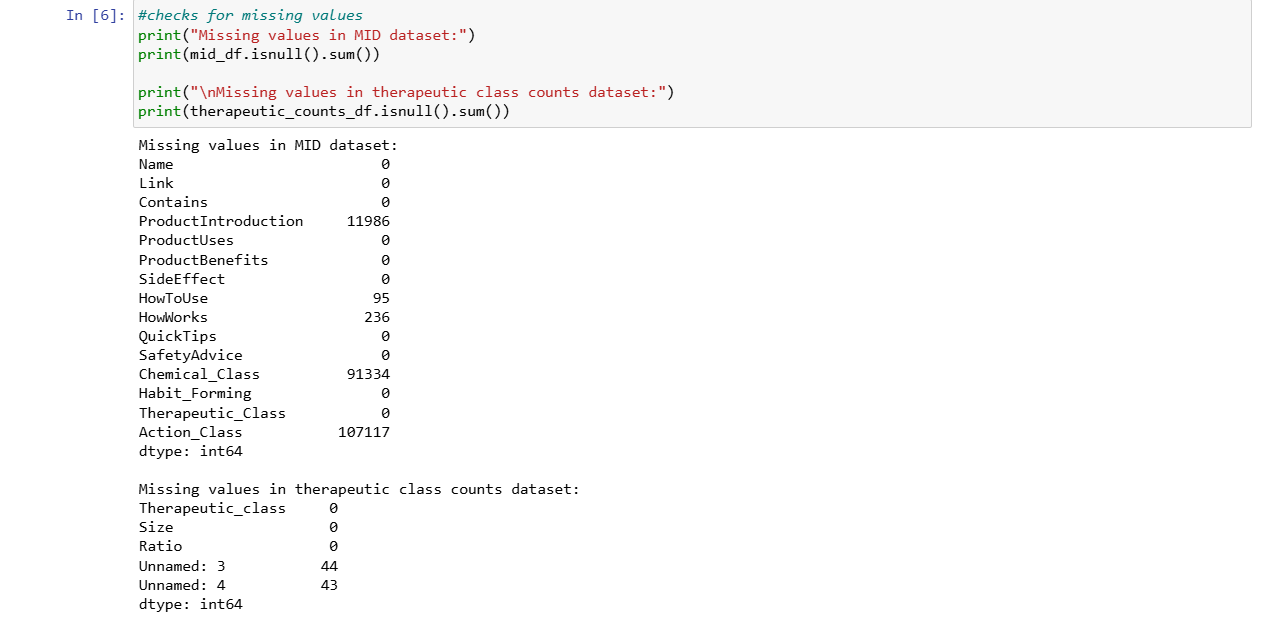 In [6]: #checks for missing values
print("Missing values in MID dataset:")
print(mid_df.isnull().sum())
print("\nMissing values in therapeutic class counts dataset:")
print(therapeutic_counts_df.isnull().sum())
Missing values in MID dataset:
Name 0
Link 0
Contains 0
ProductIntroduction 11986
ProductUses 0
ProductBenefits 0
SideEffect 0
HowToUse 95
HowWorks 236
QuickTips 0
SafetyAdvice 0
Chemical_Class 91334
Habit_Forming 0
Therapeutic_Class 0
Action_Class 107117
dtype: int64
Missing values in therapeutic class counts dataset:
Therapeutic_class 0
Size 0
Ratio 0
Unnamed: 3 44
Unnamed: 4 43
dtype: int64